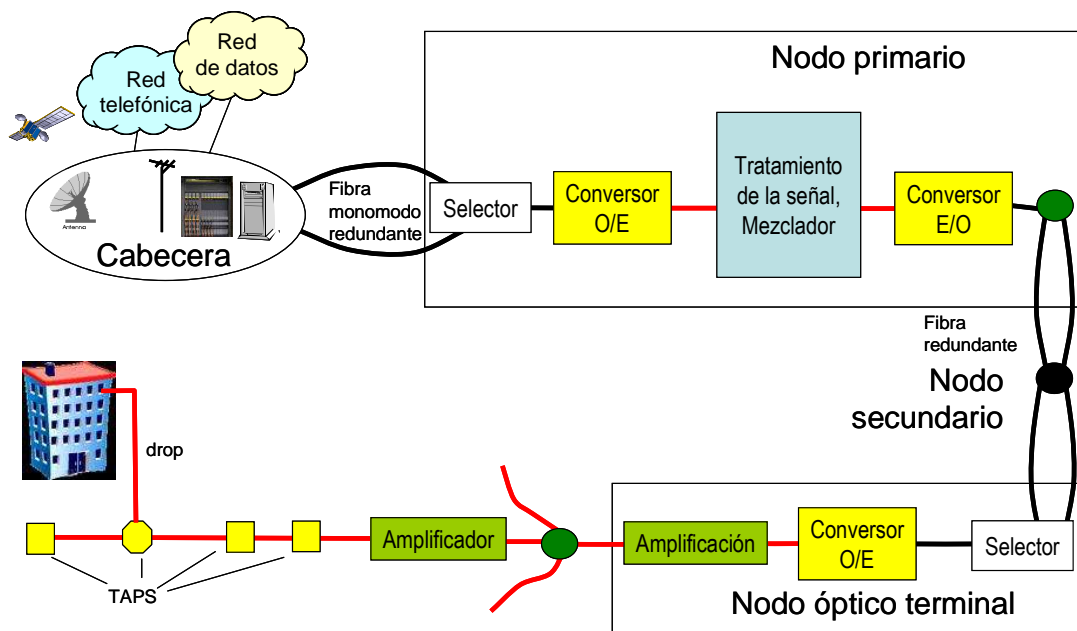 Red
de datos
Red
telefónica
Nodo primario
Tratamiento
de la señal,
Mezclador
Fibra
monomodo
redundante
Selector
Conversor
O/E
Conversor
E/O
Antenna
Cabecera
Fibra
redundante
Nodo
secundario
drop
Amplificador
Amplificación
Conversor
O/E
Selector
TAPS
Nodo óptico terminal